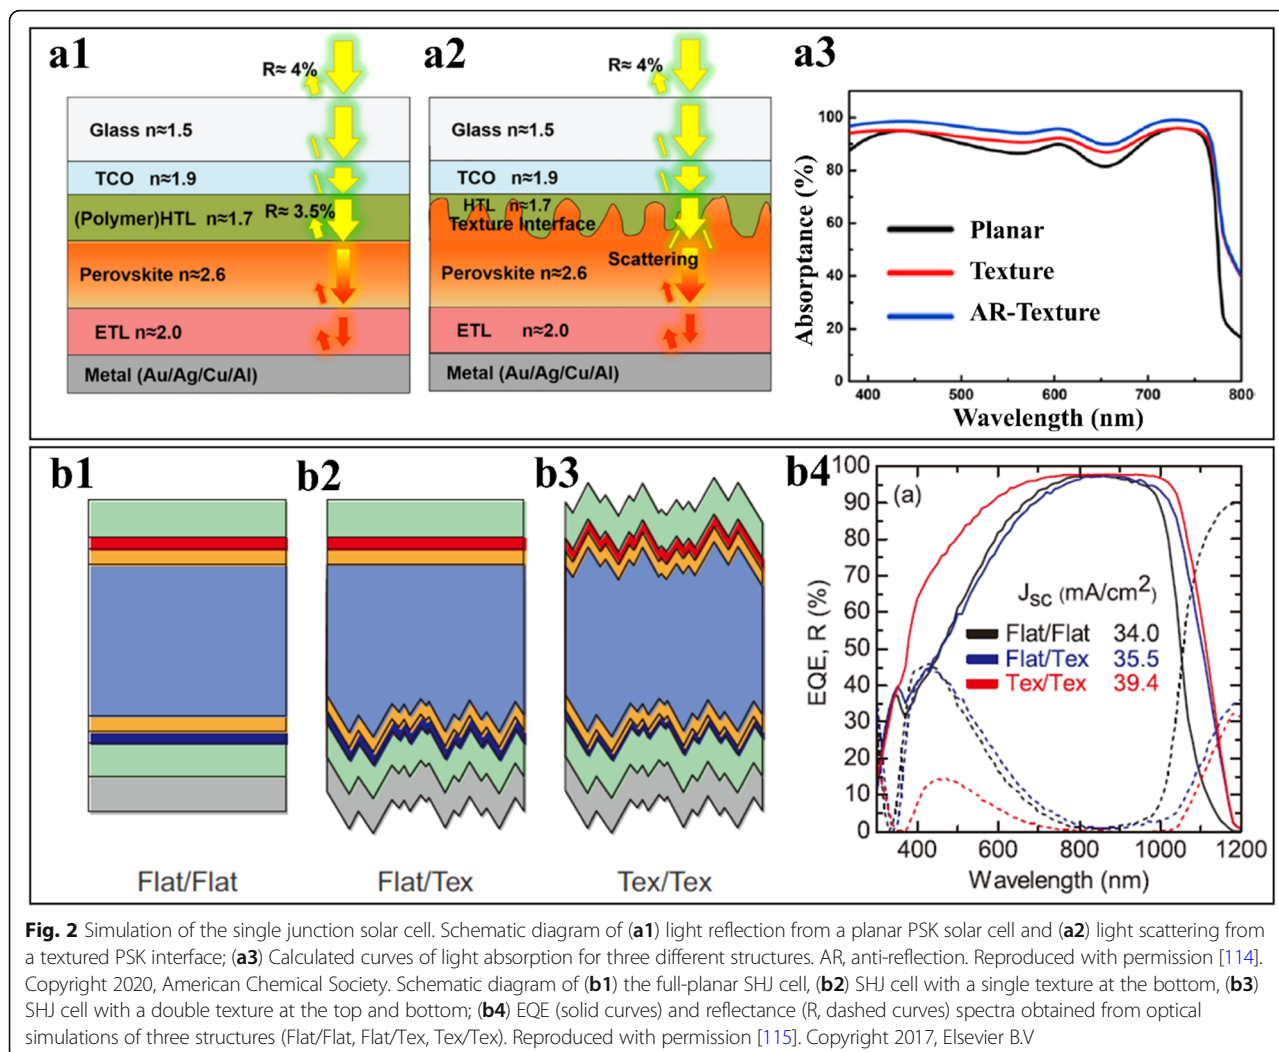 a1
R≈ 4%
Glass n≈1.5
TCO n≈1.9
(Polymer)HTL n≈1.7
R≈ 3.5%
Perovskite n≈2.6
ETL n≈2.0
Metal (Au/Ag/Cu/Al)
a2
R≈ 4%
Glass n≈1.5
TCO n≈1.9
HTL n≈1.7
Texture Interface
Scattering
Perovskite n≈2.6
ETL n≈2.0
Metal (Au/Ag/Cu/Al)
a3
Absorptance (%)
100
80
60
40
20
0
Planar
Texture
AR-Texture
400 500 600 700 800
Wavelength (nm)
b1
Flat/Flat
b2
Flat/Tex
b3
Tex/Tex
b4
(a)
EQE, R (%)
100
90
80
70
60
50
40
30
20
10
0
JSC (mA/cm2)
Flat/Flat 34.0
Flat/Tex 35.5
Tex/Tex 39.4
400 600 800 1000 1200
Wavelength (nm)
Fig. 2 Simulation of the single junction solar cell. Schematic diagram of (a1) light reflection from a planar PSK solar cell and (a2) light scattering from
a textured PSK interface; (a3) Calculated curves of light absorption for three different structures. AR, anti-reflection. Reproduced with permission [114].
Copyright 2020, American Chemical Society. Schematic diagram of (b1) the full-planar SHJ cell, (b2) SHJ cell with a single texture at the bottom, (b3)
SHJ cell with a double texture at the top and bottom; (b4) EQE (solid curves) and reflectance (R, dashed curves) spectra obtained from optical
simulations of three structures (Flat/Flat, Flat/Tex, Tex/Tex). Reproduced with permission [115]. Copyright 2017, Elsevier B.V